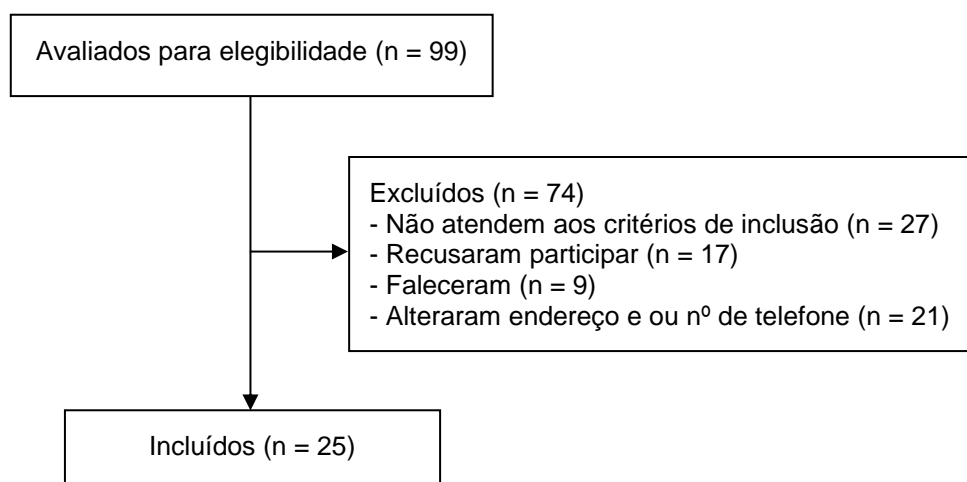 Avaliados para elegibilidade (n = 99)
Excluídos (n = 74)
- Não atendem aos critérios de inclusão (n = 27)
- Recusaram participar (n = 17)
- Faleceram (n = 9)
- Alteraram endereço e ou nº de telefone (n = 21)
Incluídos (n = 25)